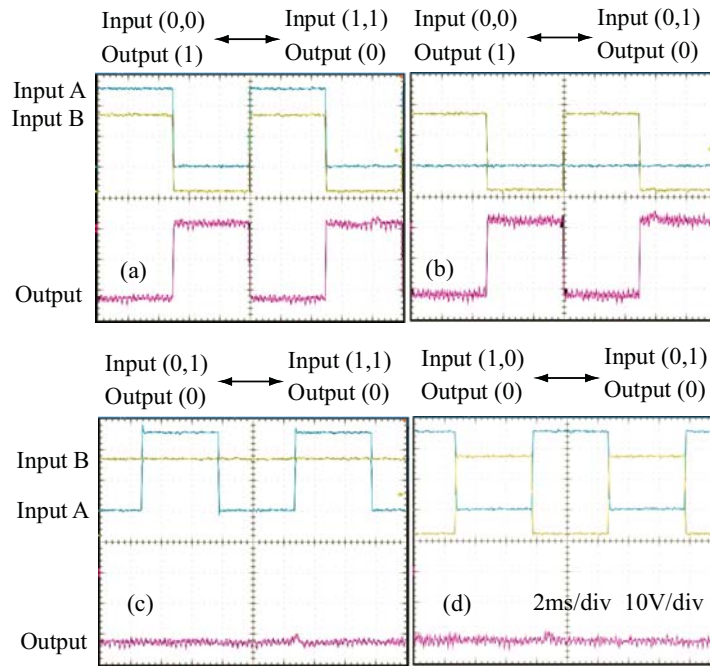 Input (0,0) Input (1,1)
Output (1) Output (0)
Input (0,0) Input (0,1)
Output (1) Output (0)
Input A
Input B
Output
(a)
(b)
Input (0,1) Input (1,1)
Output (0) Output (0)
Input (1,0) Input (0,1)
Output (0) Output (0)
Input B
Input A
Output
(c)
(d) 2ms/div 10V/div